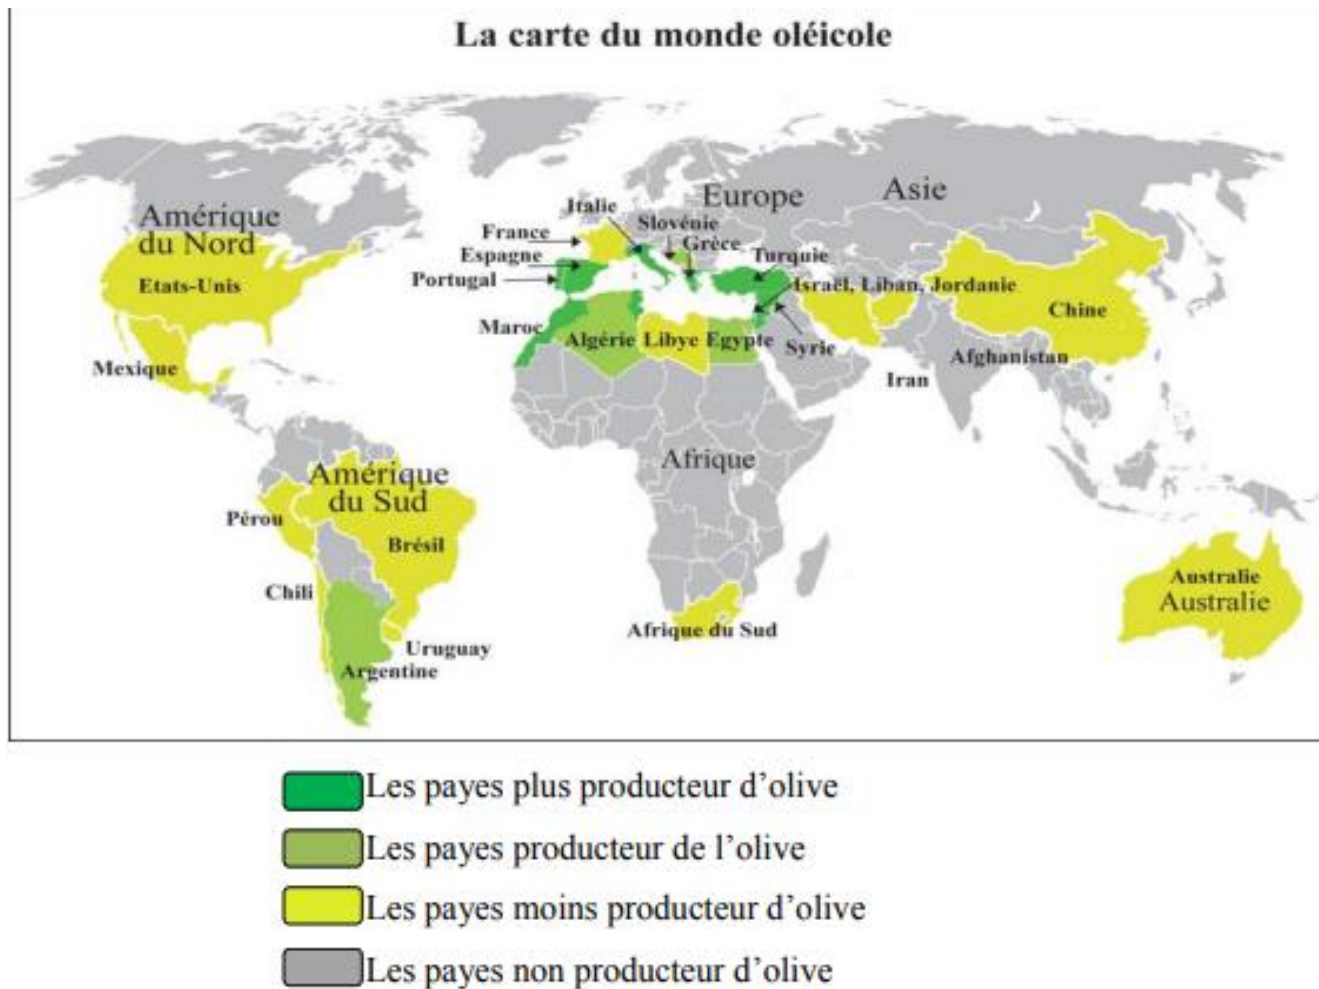 La carte du monde oléicole
Amérique
du Nord
Etats-Unis
Mexique
Europe
Asie
Italie
Slovénie
France
Grèce
Espagne
Turquie
Portugal
Israël, Liban, Jordanie
Chine
Maroc
Algérie
Libye
Egypte
Syrie
Afghanistan
Iran
Afrique
Amérique
du Sud
Pérou
Brésil
Chili
Uruguay
Argentine
Afrique du Sud
Australie
Australie
Les payes plus producteur d’olive
Les payes producteur de l’olive
Les payes moins producteur d’olive
Les payes non producteur d’olive